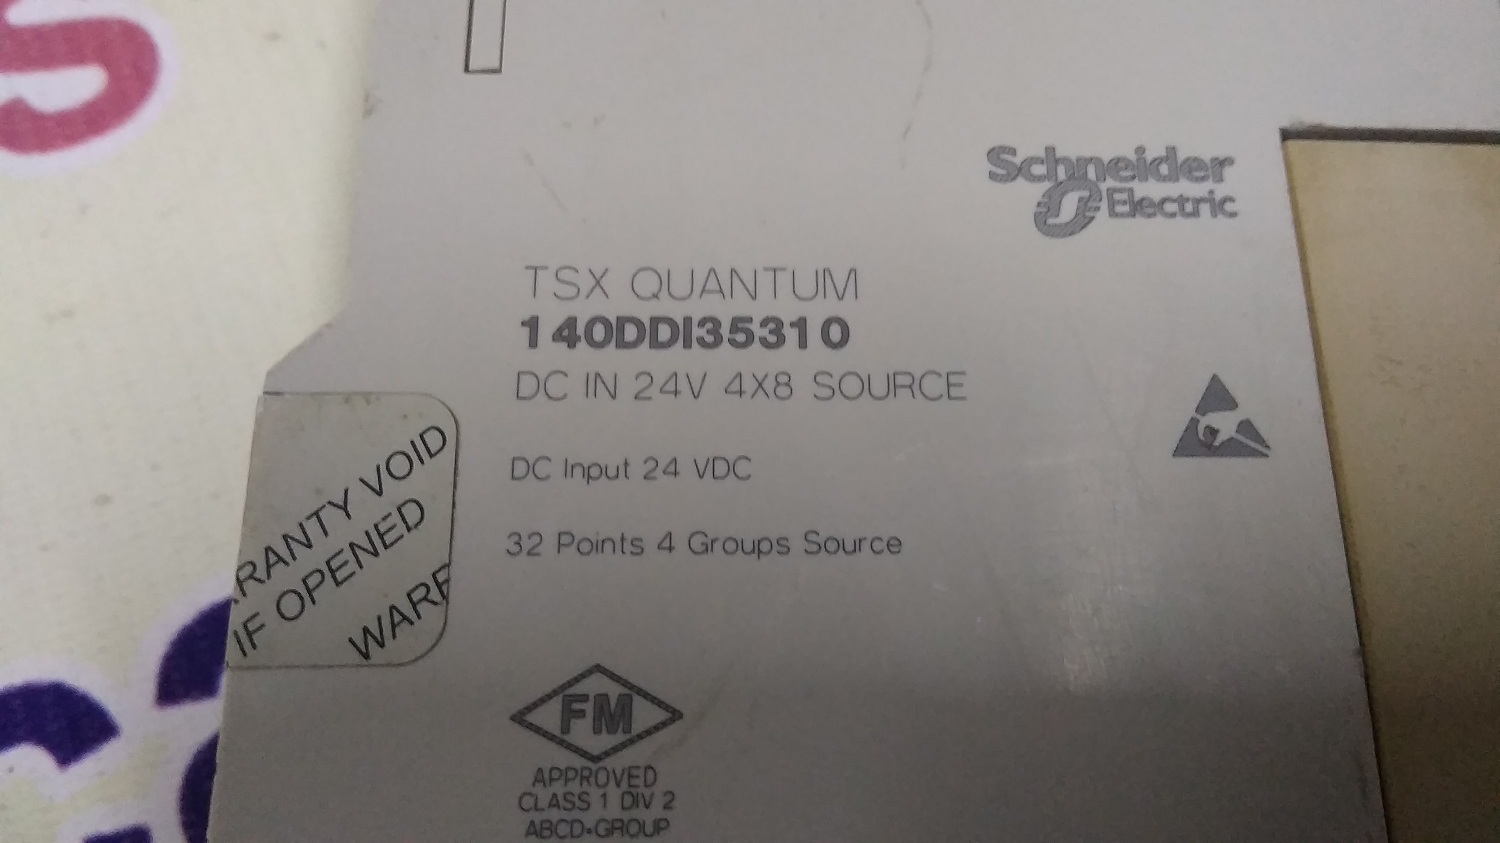 Schneider
Electric
TSX QUANTUM
140DDI35310
DC IN 24V 4X8 SOURCE
DC Input 24 VDC
32 Points 4 Groups Source
RANTY VOID
IF OPENED
WARR
FM
APPROVED
CLASS 1 DIV 2
ABCD-GROUP